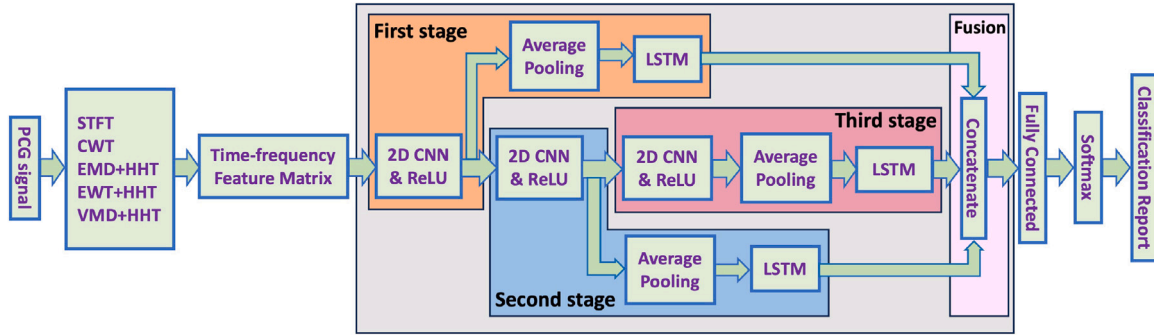 PCG signal
STFT
CWT
EMD+HHT
EWT+HHT
VMD+HHT
Time-frequency
Feature Matrix
First stage
2D CNN
& ReLU
Average
Pooling
LSTM
Second stage
2D CNN
& ReLU
Average
Pooling
LSTM
Third stage
2D CNN
& ReLU
Average
Pooling
LSTM
Fusion
Concatenate
Fully Connected
Softmax
Classification Report